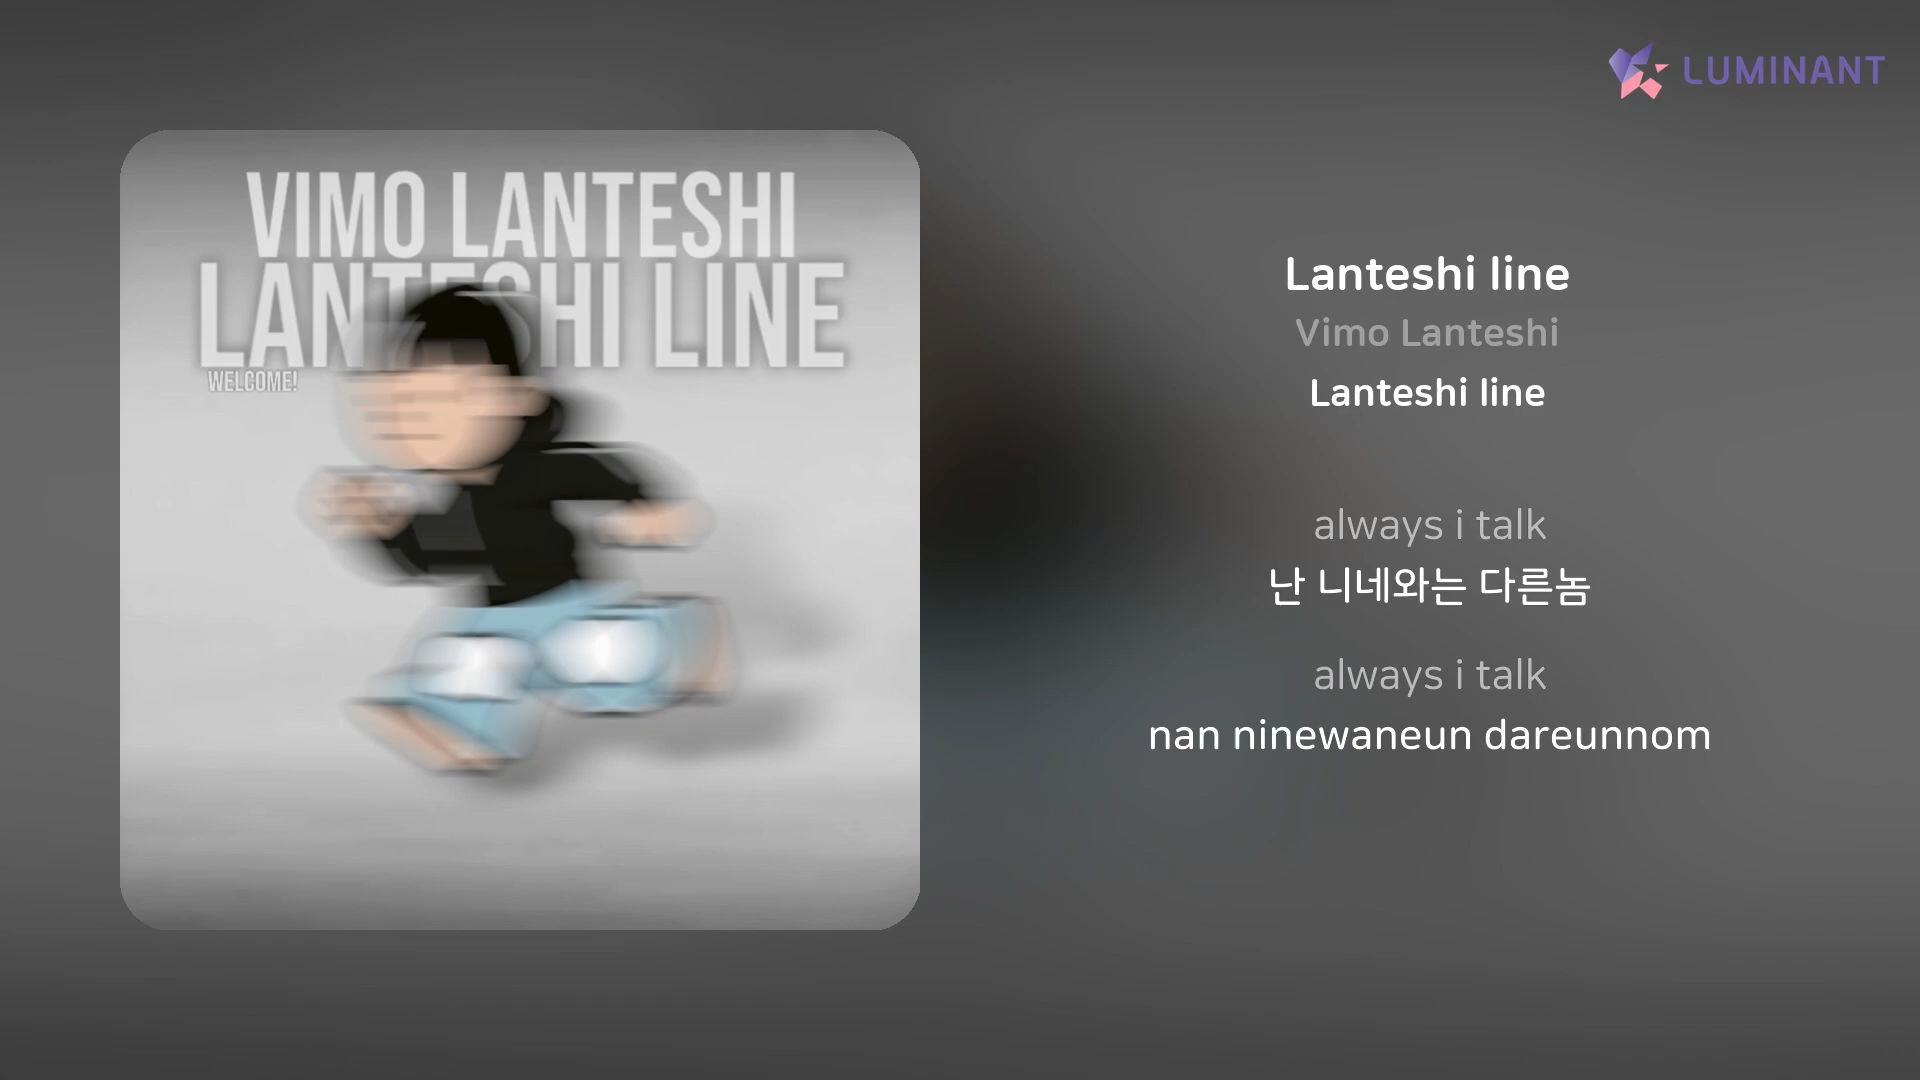 VIMO LANTESHI
LANTESHI LINE
WELCOME!
LUMINANT
Lanteshi line
Vimo Lanteshi
Lanteshi line
always i talk
난 니네와는 다른놈
always i talk
nan ninewaneun dareunnom